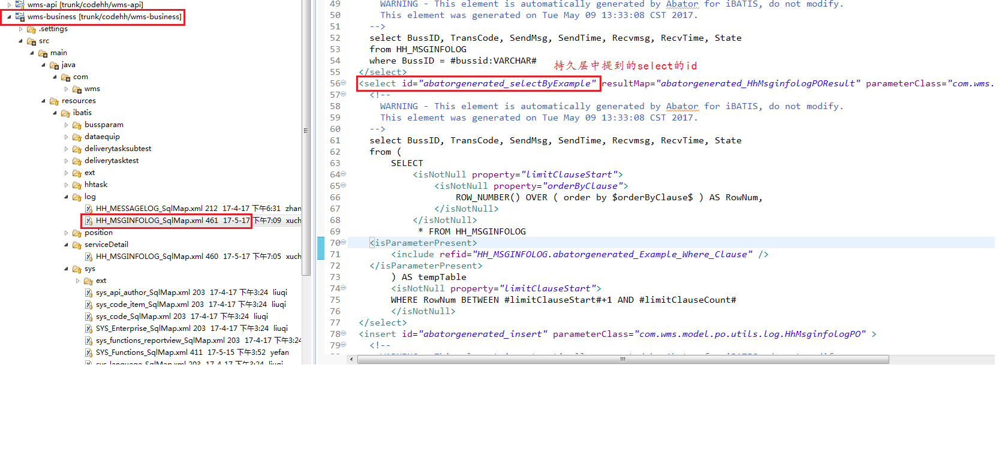 wms-api [trunk/codehh/wms-api]
wms-business [trunk/codehh/wms-business]
.settings
src
main
java
com
wms
resources
ibatis
bussparam
dataequip
deliverytasksubtest
deliverytasktest
ext
hhtask
log
HH_MESSAGELOG_SqlMap.xml 212 17-4-17 下午6:31 zhan
HH_MSGINFOLOG_SqlMap.xml 461 17-5-17 下午7:09 xuch
position
serviceDetail
HH_MSGINFOLOG_SqlMap.xml 460 17-5-17 下午7:05 xuch
sys
ext
sys_api_author_SqlMap.xml 203 17-4-17 下午3:24 liuqi
sys_code_item_SqlMap.xml 203 17-4-17 下午3:24 liuqi
sys_code_SqlMap.xml 203 17-4-17 下午3:24 liuqi
SYS_Enterprise_SqlMap.xml 203 17-4-17 下午3:24 liuqi
sys_functions_reportview_SqlMap.xml 203 17-4-17 下午3:24
SYS_Functions_SqlMap.xml 411 17-5-15 下午3:52 yefan
sys_language_SqlMap.xml 203 17-4-17 下午3:24 liuqi
49 WARNING - This element is automatically generated by Abator for iBATIS, do not modify.
50 This element was generated on Tue May 09 13:33:08 CST 2017.
51 -->
52 select BussID, TransCode, SendMsg, SendTime, Recvmsg, RecvTime, State
53 from HH_MSGINFOLOG
54 where BussID = #bussid:VARCHAR#
持久层中提到的select的id
55 </select>
56 <select id="abatorgenerated_selectByExample" resultMap="abatorgenerated_HhMsginfologPOResult" parameterClass="com.wms.
57 <!--
58 WARNING - This element is automatically generated by Abator for iBATIS, do not modify.
59 This element was generated on Tue May 09 13:33:08 CST 2017.
60 -->
61 select BussID, TransCode, SendMsg, SendTime, Recvmsg, RecvTime, State
62 from (
63 SELECT
64 <isNotNull property="limitClauseStart">
65 <isNotNull property="orderByClause">
66 ROW_NUMBER() OVER ( order by $orderByClause$ ) AS RowNum,
67 </isNotNull>
68 </isNotNull>
69 * FROM HH_MSGINFOLOG
70 <isParameterPresent>
71 <include refid="HH_MSGINFOLOG.abatorgenerated_Example_Where_Clause" />
72 </isParameterPresent>
73 ) AS tempTable
74 <isNotNull property="limitClauseStart">
75 WHERE RowNum BETWEEN #limitClauseStart#+1 AND #limitClauseCount#
76 </isNotNull>
77 </select>
78 <insert id="abatorgenerated_insert" parameterClass="com.wms.model.po.utils.log.HhMsginfologPO" >
79 <!--